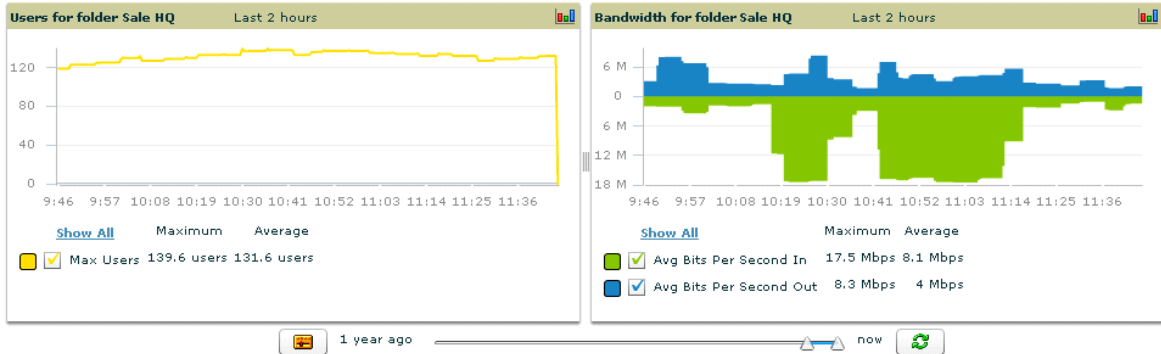 Users for folder Sale HQ Last 2 hours
120
80
40
0
9:46 9:57 10:08 10:19 10:30 10:41 10:52 11:03 11:14 11:25 11:36
Show All Maximum Average
Max Users 139.6 users 131.6 users
Bandwidth for folder Sale HQ Last 2 hours
6 M
0
6 M
12 M
18 M
9:46 9:57 10:08 10:19 10:30 10:41 10:52 11:03 11:14 11:25 11:36
Show All Maximum Average
Avg Bits Per Second In 17.5 Mbps 8.1 Mbps
Avg Bits Per Second Out 8.3 Mbps 4 Mbps
1 year ago now